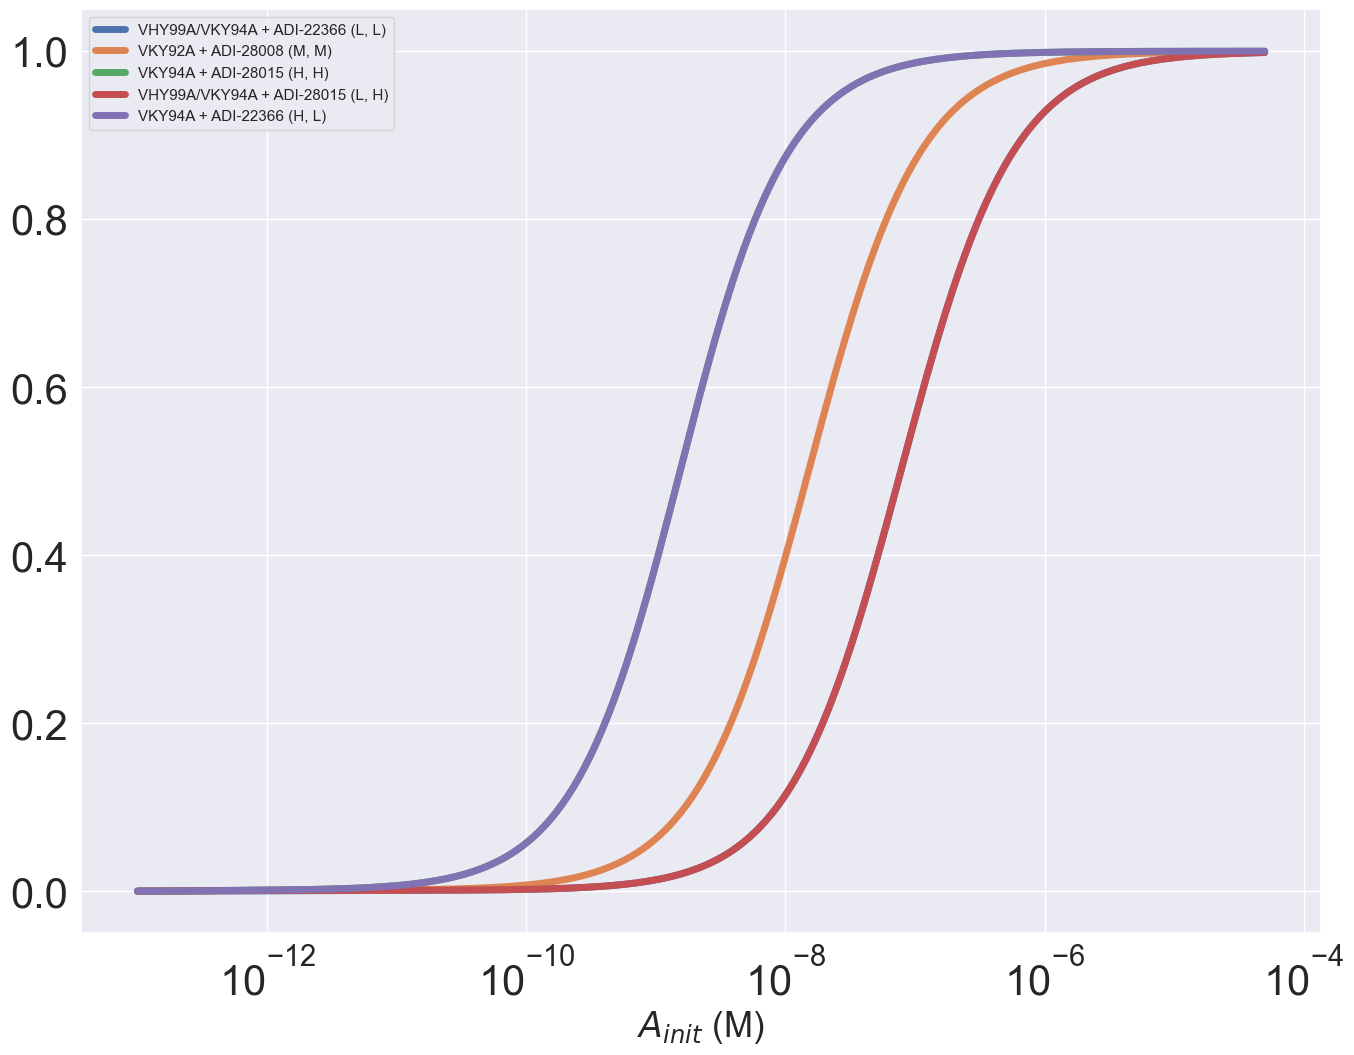 VHY99A/VKY94A + ADI-22366 (L, L)
VKY92A + ADI-28008 (M, M)
VKY94A + ADI-28015 (H, H)
VHY99A/VKY94A + ADI-28015 (L, H)
VKY94A + ADI-22366 (H, L)
1.0
0.8
0.6
0.4
0.2
0.0
10⁻¹² 10⁻¹⁰ 10⁻⁸ 10⁻⁶ 10⁻⁴
A_init (M)